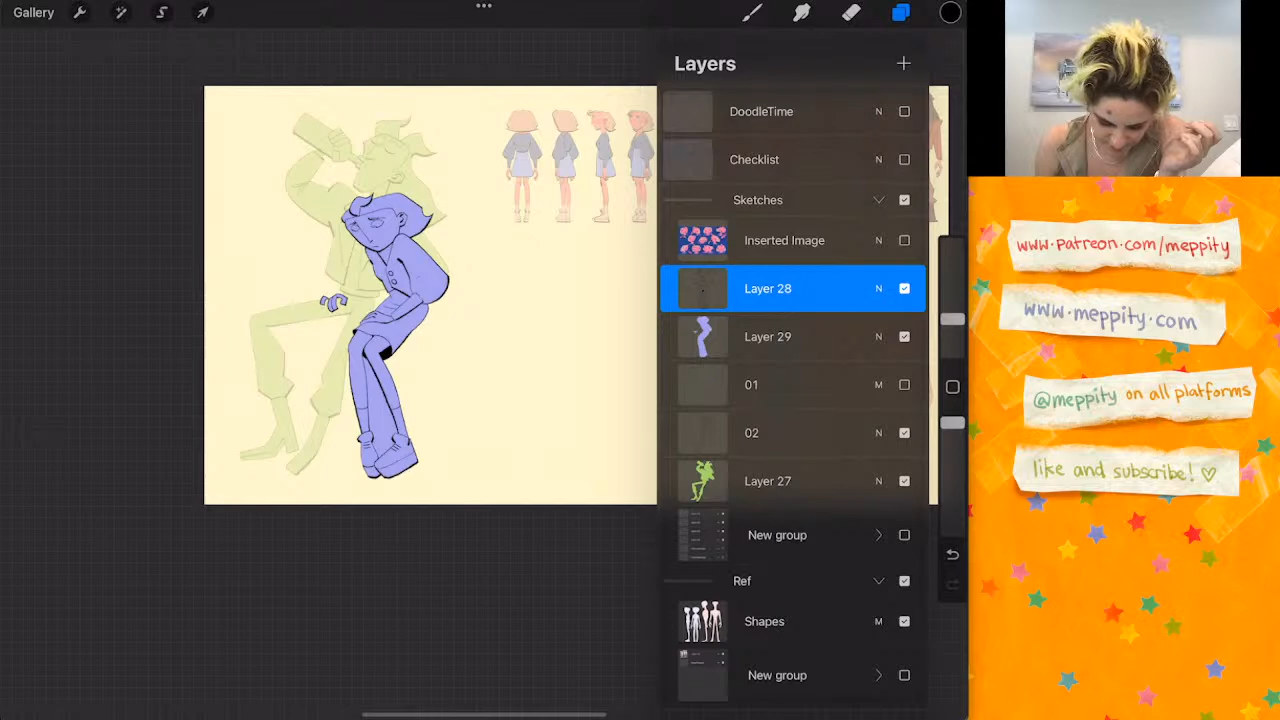 Gallery
Layers
DoodleTime N
Checklist N
Sketches
Inserted Image N
Layer 28 N
Layer 29 N
01 M
02 N
Layer 27 N
New group
Ref
Shapes M
New group
www.patreon.com/meppity
www.meppity.com
@meppity on all platforms
like and subscribe! ♡